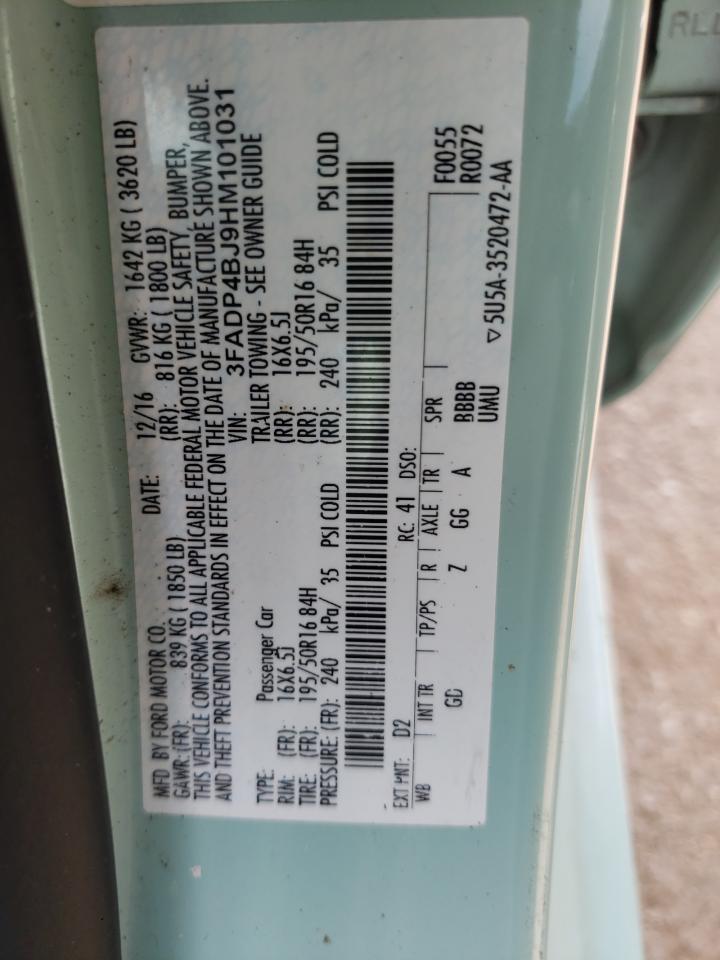 MFD BY FORD MOTOR CO. DATE: 12/16 GVWR: 1642 KG ( 3620 LB)
GAWR: (FR): 839 KG ( 1850 LB) (RR): 816 KG ( 1800 LB)
THIS VEHICLE CONFORMS TO ALL APPLICABLE FEDERAL MOTOR VEHICLE SAFETY, BUMPER,
AND THEFT PREVENTION STANDARDS IN EFFECT ON THE DATE OF MANUFACTURE SHOWN ABOVE.
VIN: 3FADP4BJ9HM101031
TYPE: Passenger Car TRAILER TOWING - SEE OWNER GUIDE
RIM: (FR): 16X6.5J (RR): 16X6.5J
TIRE: (FR): 195/50R16 84H (RR): 195/50R16 84H
PRESSURE: (FR): 240 kPa/ 35 PSI COLD (RR): 240 kPa/ 35 PSI COLD
EXT PNT: D2 RC: 41 DSO: F0055
WB INT TR TP/PS R AXLE TR SPR R0072
GD Z GG A BBBB
UMU ▽ 5U5A-3520472-AA